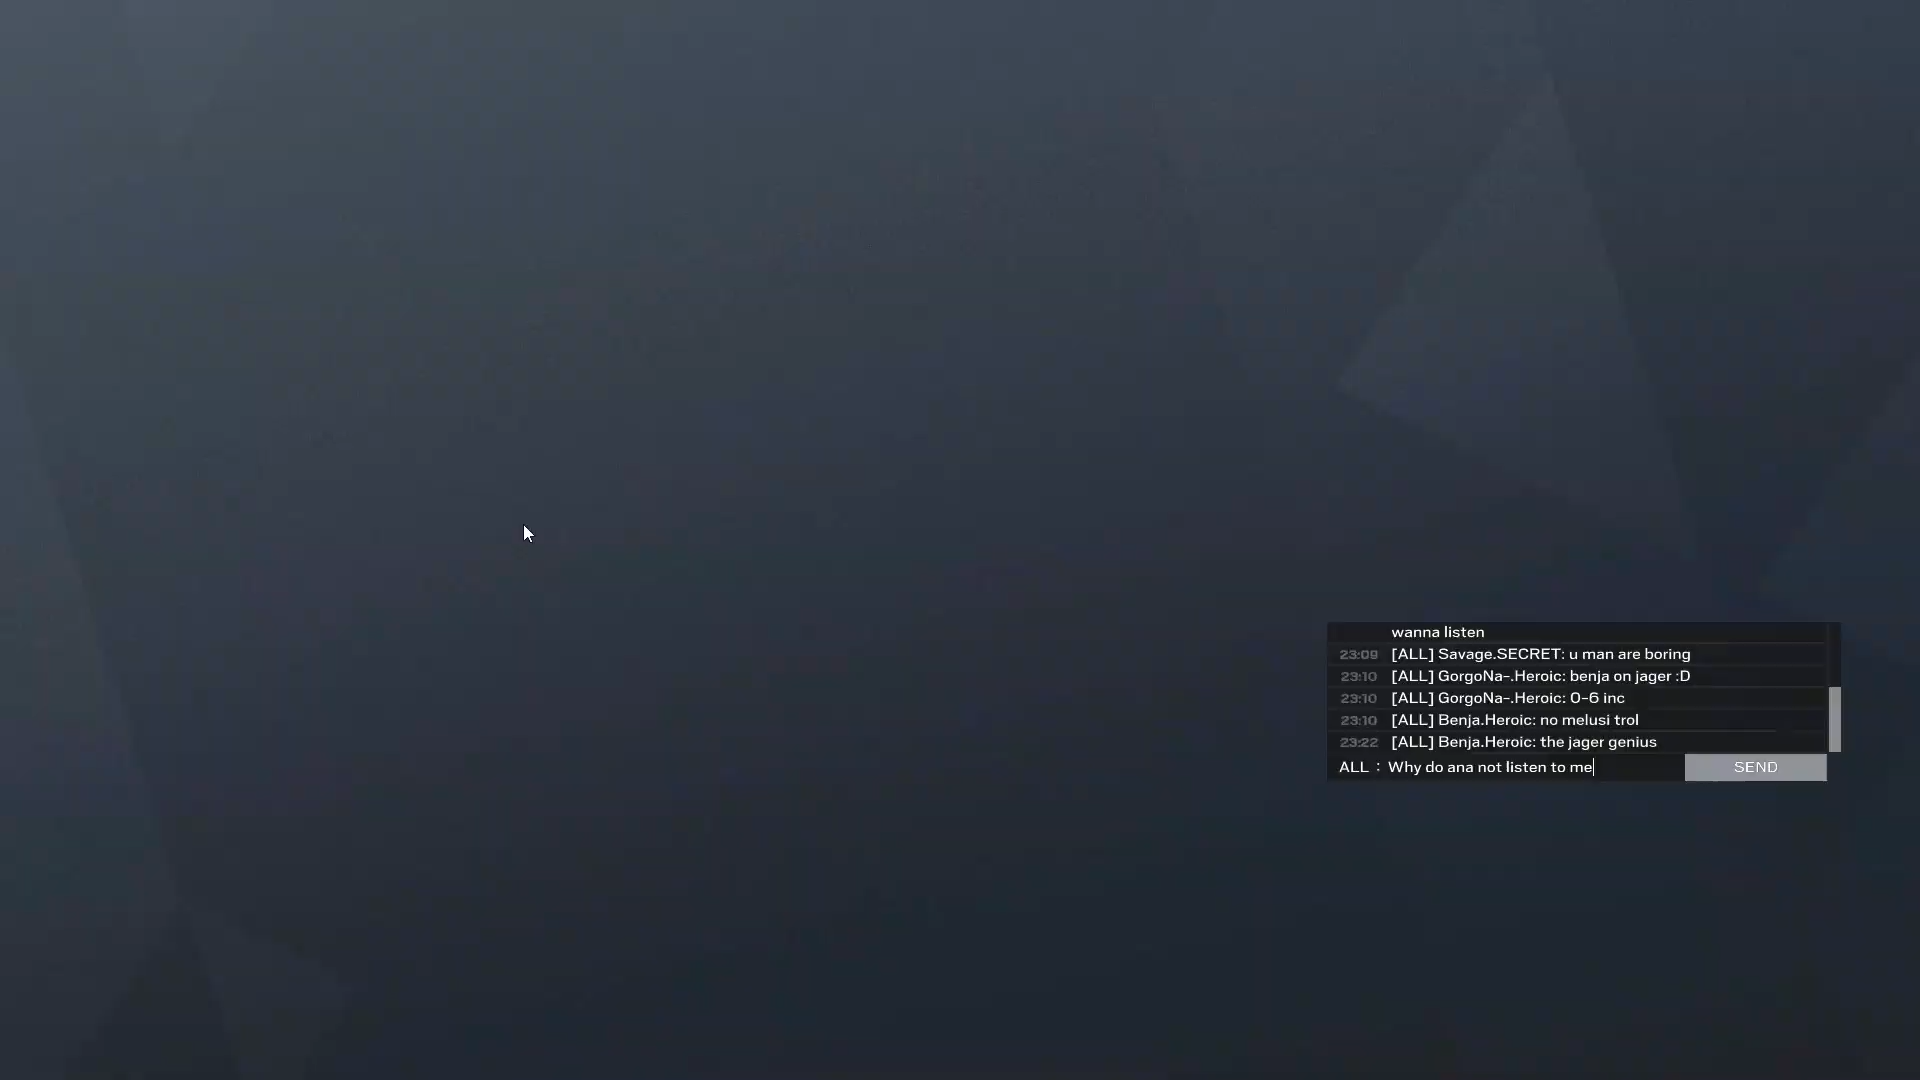 wanna listen
23:09 [ALL] Savage.SECRET: u man are boring
23:10 [ALL] GorgoNa-.Heroic: benja on jager :D
23:10 [ALL] GorgoNa-.Heroic: 0-6 inc
23:10 [ALL] Benja.Heroic: no melusi trol
23:22 [ALL] Benja.Heroic: the jager genius
ALL : Why do ana not listen to me SEND